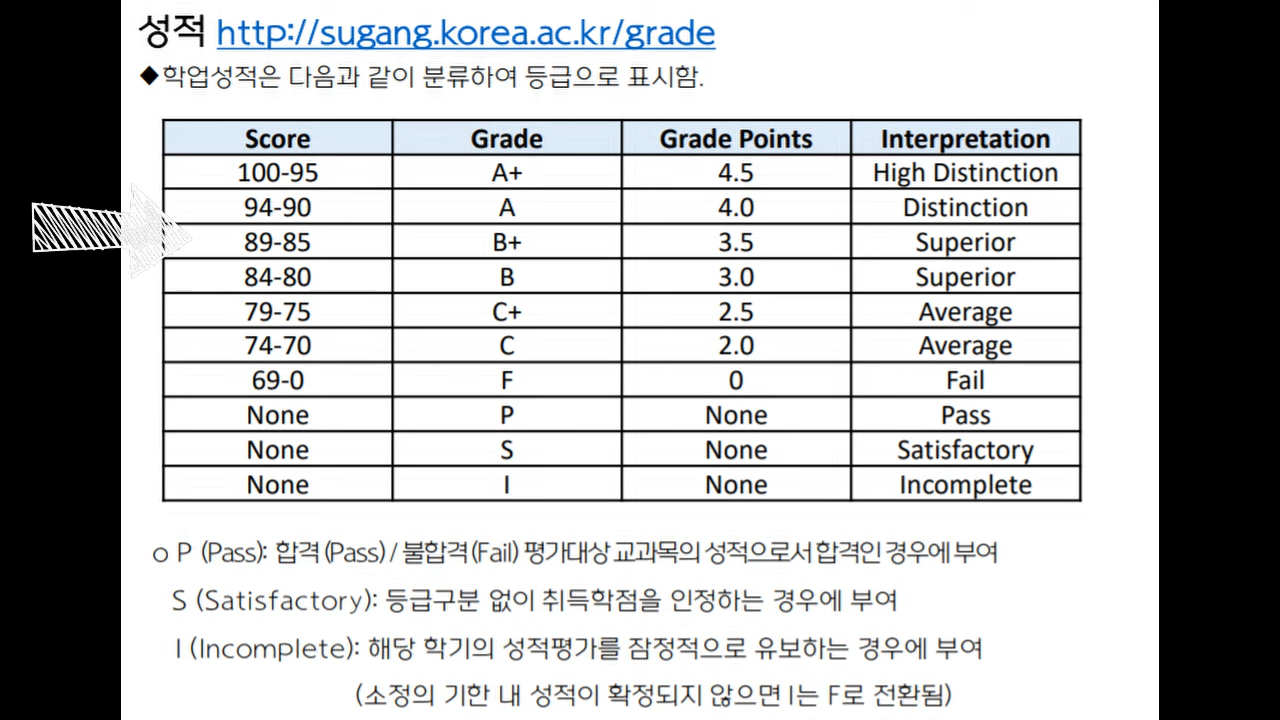 성적 http://sugang.korea.ac.kr/grade
◆학업성적은 다음과 같이 분류하여 등급으로 표시함.
Score Grade Grade Points Interpretation
100-95 A+ 4.5 High Distinction
94-90 A 4.0 Distinction
89-85 B+ 3.5 Superior
84-80 B 3.0 Superior
79-75 C+ 2.5 Average
74-70 C 2.0 Average
69-0 F 0 Fail
None P None Pass
None S None Satisfactory
None I None Incomplete
o P (Pass): 합격(Pass) / 불합격(Fail) 평가대상 교과목의 성적으로서 합격인 경우에 부여
S (Satisfactory): 등급구분 없이 취득학점을 인정하는 경우에 부여
I (Incomplete): 해당 학기의 성적평가를 잠정적으로 유보하는 경우에 부여
(소정의 기한 내 성적이 확정되지 않으면 I는 F로 전환됨)